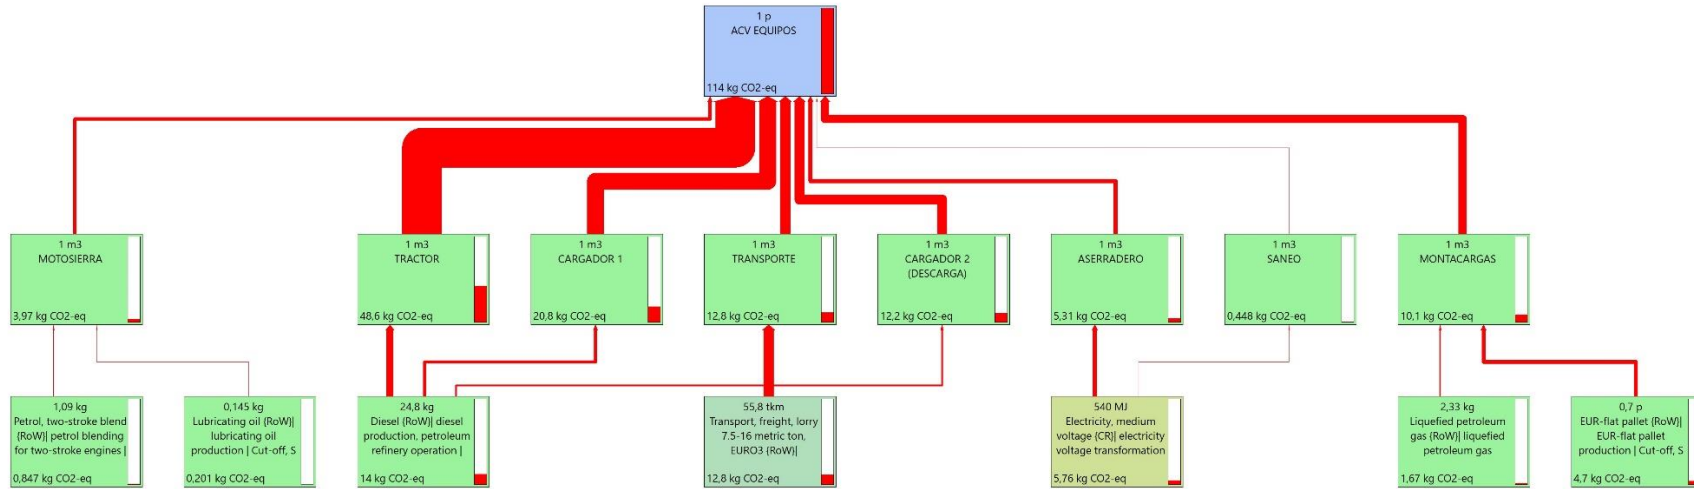 1 p
ACV EQUIPOS
114 kg CO2-eq
1 m3
MOTOSIERRA
3,97 kg CO2-eq
1 m3
TRACTOR
48,6 kg CO2-eq
1 m3
CARGADOR 1
20,8 kg CO2-eq
1 m3
TRANSPORTE
12,8 kg CO2-eq
1 m3
CARGADOR 2
(DESCARGA)
12,2 kg CO2-eq
1 m3
ASERRADERO
5,31 kg CO2-eq
1 m3
SANEO
0,448 kg CO2-eq
1 m3
MONTACARGAS
10,1 kg CO2-eq
1,09 kg
Petrol, two-stroke blend
{RoW}| petrol blending
for two-stroke engines |
0,847 kg CO2-eq
0,145 kg
Lubricating oil {RoW}|
lubricating oil
production | Cut-off, S
0,201 kg CO2-eq
24,8 kg
Diesel {RoW}| diesel
production, petroleum
refinery operation |
14 kg CO2-eq
55,8 tkm
Transport, freight, lorry
7.5-16 metric ton,
EURO3 {RoW}|
12,8 kg CO2-eq
540 MJ
Electricity, medium
voltage {CR}| electricity
voltage transformation
5,76 kg CO2-eq
2,33 kg
Liquefied petroleum
gas {RoW}| liquefied
petroleum gas
1,67 kg CO2-eq
0,7 p
EUR-flat pallet {RoW}|
EUR-flat pallet
production | Cut-off, S
4,7 kg CO2-eq